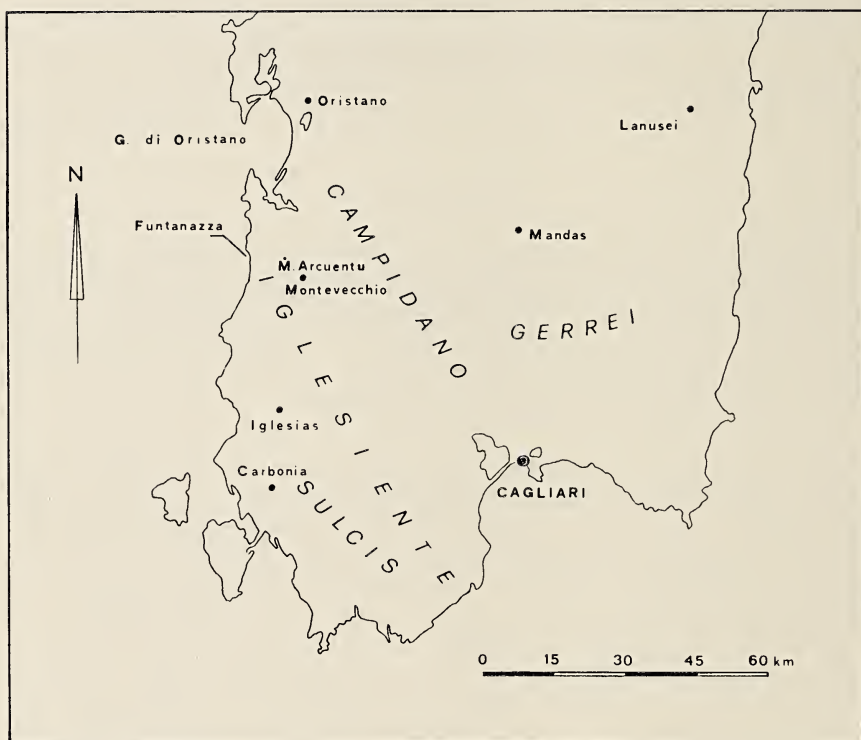 Oristano
Lanusei
G. di Oristano
N
CAMPIDANO
Funtanazza
Mandas
M. Arcuentu
Montevecchio
IGLESIENTE
GERREI
Iglesias
Carbonia
SULCIS
CAGLIARI
0 15 30 45 60 km